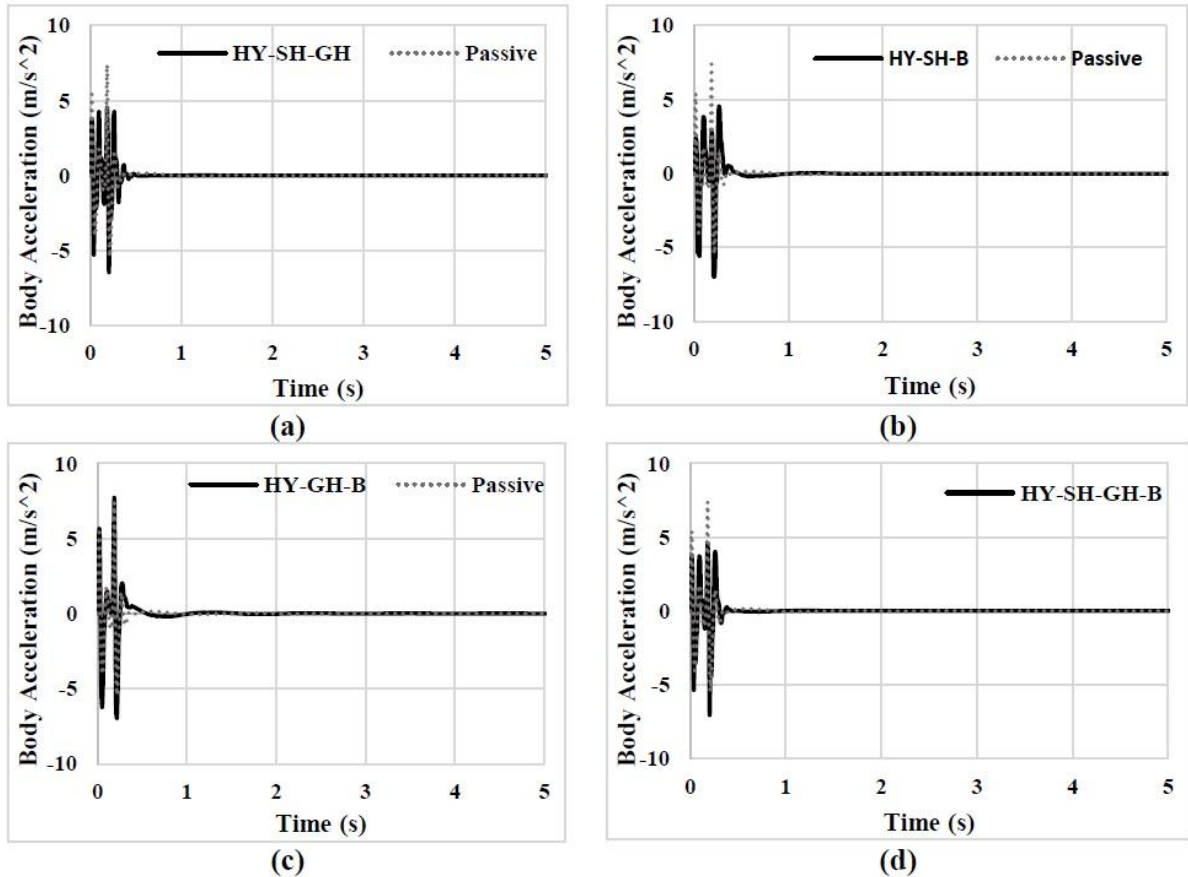 10
5
0
-5
-10
Body Acceleration (m/s^2)
HY-SH-GH Passive
0 1 2 3 4 5
Time (s)
(a)
10
5
0
-5
-10
Body Acceleration (m/s^2)
HY-SH-B Passive
0 1 2 3 4 5
Time (s)
(b)
10
5
0
-5
-10
Body Acceleration (m/s^2)
HY-GH-B Passive
0 1 2 3 4 5
Time (s)
(c)
10
5
0
-5
-10
Body Acceleration (m/s^2)
HY-SH-GH-B
0 1 2 3 4 5
Time (s)
(d)